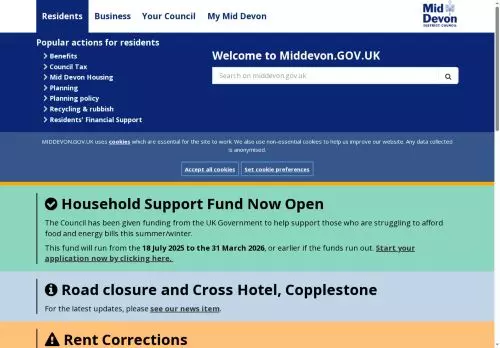 Residents
Business
Your Council
My Mid Devon
Mid
Devon
DISTRICT COUNCIL
Popular actions for residents
Benefits
Council Tax
Mid Devon Housing
Planning
Planning policy
Recycling & rubbish
Residents' Financial Support
Welcome to Middevon.GOV.UK
Search on middevon.gov.uk
MIDDEVON.GOV.UK uses cookies which are essential for the site to work. We also use non-essential cookies to help us improve our website. Any data collected
is anonymised.
Accept all cookies
Set cookie preferences
Household Support Fund Now Open
The Council has been given funding from the UK Government to help support those who are struggling to afford
food and energy bills this summer/winter.
This fund will run from the 18 July 2025 to the 31 March 2026, or earlier if the funds run out. Start your
application now by clicking here.
Road closure and Cross Hotel, Copplestone
For the latest updates, please see our news item.
Rent Corrections